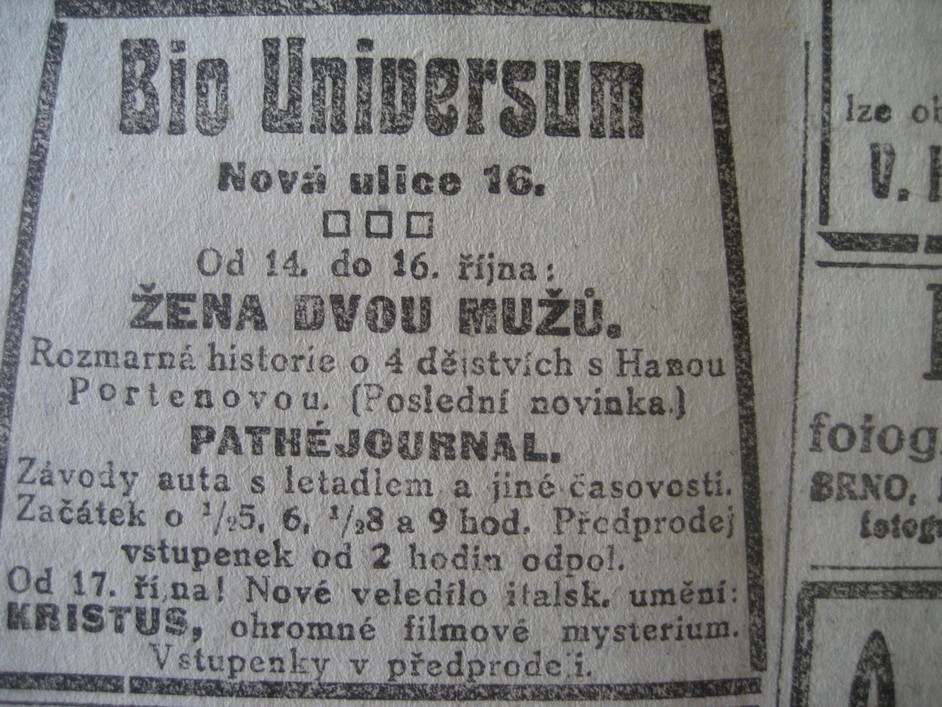 Bio Universum
Nová ulice 16.
Od 14. do 16. října:
ŽENA DVOU MUŽŮ.
Rozmarná historie o 4 dějstvích s Hanou
Portenovou. (Poslední novinka.)
PATHÉJOURNAL.
Závody auta s letadlem a jiné časovosti.
Začátek o 1/25, 6, 1/28 a 9 hod. Předprodej
vstupenek od 2 hodin odpol.
Od 17. října! Nové veledílo italsk. umění:
KRISTUS, ohromné filmové mysterium.
Vstupenky v předprodeji.
lze
V.
fotog
BRNO,
fotogr